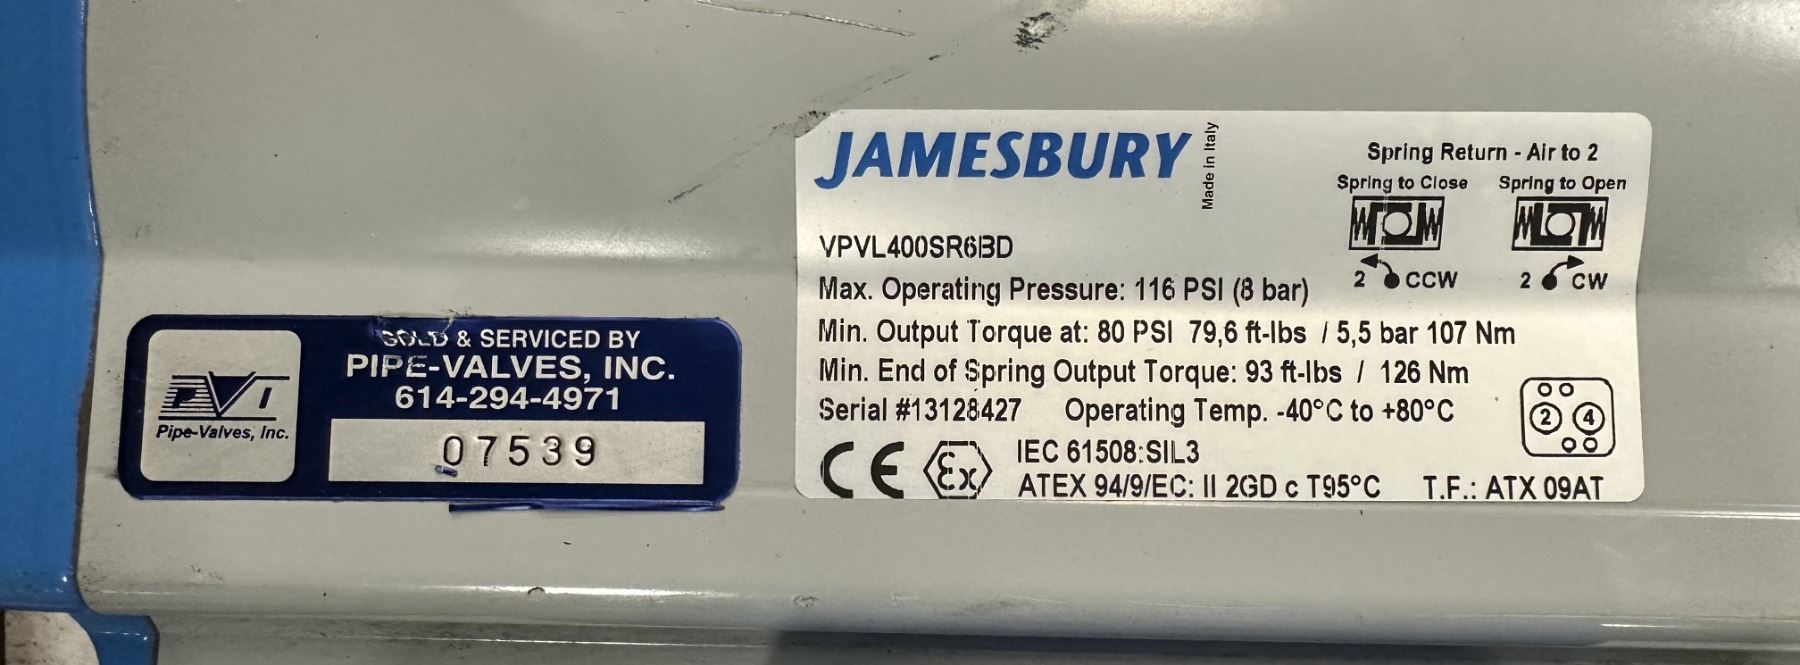 SOLD & SERVICED BY
PIPE-VALVES, INC.
614-294-4971
07539
PVI
Pipe-Valves, Inc.
JAMESBURY
Made in Italy
Spring Return - Air to 2
Spring to Close Spring to Open
2 CCW 2 CW
VPVL400SR6BD
Max. Operating Pressure: 116 PSI (8 bar)
Min. Output Torque at: 80 PSI 79,6 ft-lbs / 5,5 bar 107 Nm
Min. End of Spring Output Torque: 93 ft-lbs / 126 Nm
Serial #13128427 Operating Temp. -40°C to +80°C
2 4
CE Ex IEC 61508:SIL3
ATEX 94/9/EC: II 2GD c T95°C T.F.: ATX 09AT